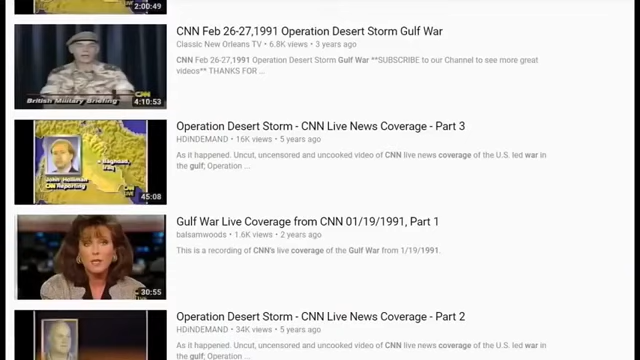 2:00:49
CNN Feb 26-27,1991 Operation Desert Storm Gulf War
Classic New Orleans TV • 6.8K views • 3 years ago
CNN Feb 26-27,1991 Operation Desert Storm Gulf War **SUBSCRIBE to our Channel to see more great
videos** THANKS FOR ...
CNN
British Military Briefing
4:10:53
Operation Desert Storm - CNN Live News Coverage - Part 3
HDiNDEMAND • 16K views • 5 years ago
As it happened. Uncut, uncensored and uncooked video of CNN live news coverage of the U.S. led war in
the gulf; Operation ...
Baghdad,
Iraq
John Holliman
CNN Reporting
45:08
Gulf War Live Coverage from CNN 01/19/1991, Part 1
balsamwoods • 1.6K views • 2 years ago
This is a recording of CNN's live coverage of the Gulf War from 1/19/1991.
30:55
Operation Desert Storm - CNN Live News Coverage - Part 2
HDiNDEMAND • 34K views • 5 years ago
As it happened. Uncut, uncensored and uncooked video of CNN live news coverage of the U.S. led war in
the gulf; Operation ...